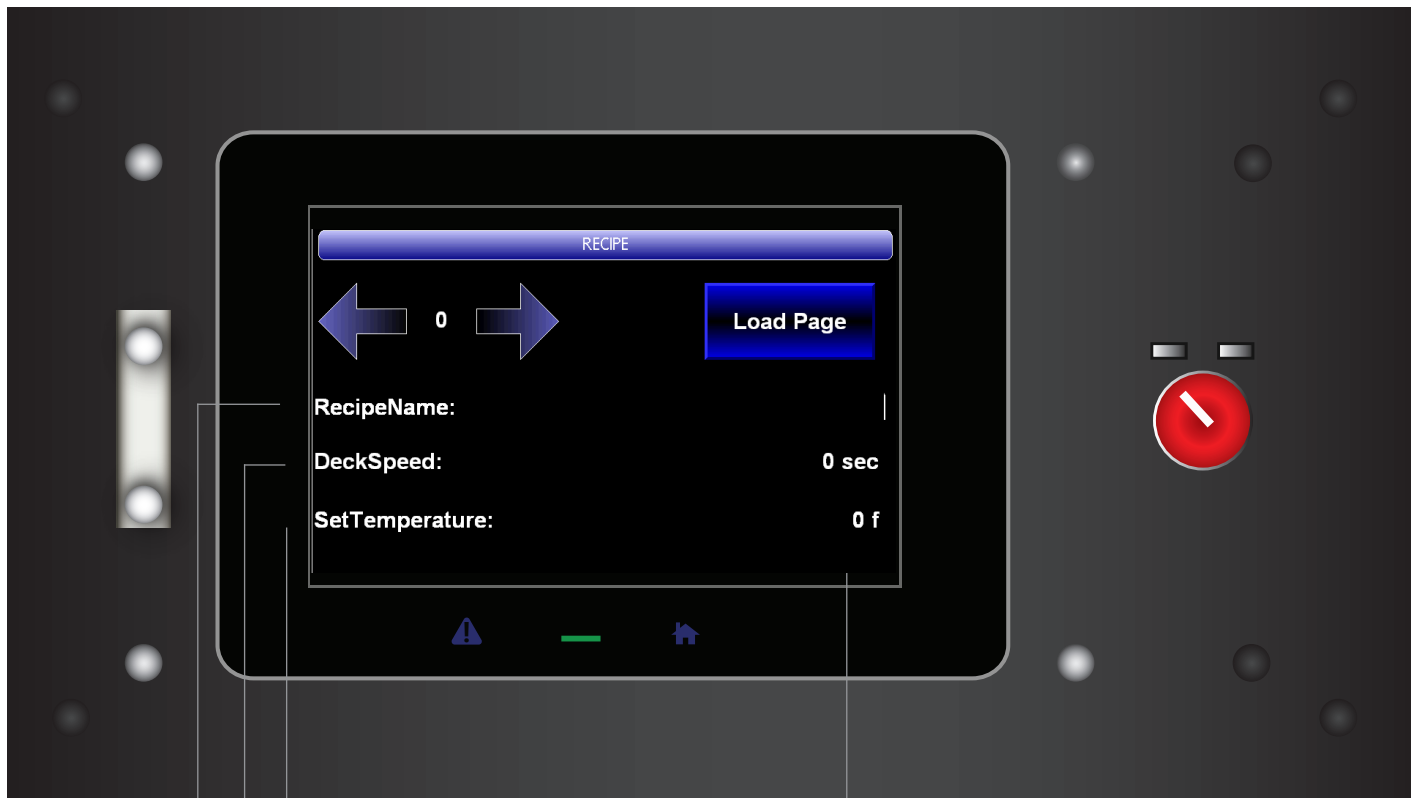 RECIPE
0
Load Page
RecipeName:
DeckSpeed: 0 sec
SetTemperature: 0 f